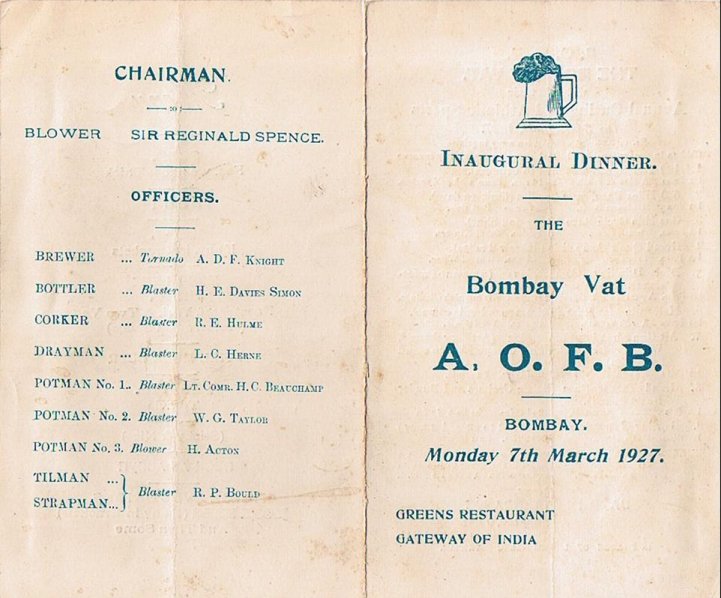 CHAIRMAN.
BLOWER SIR REGINALD SPENCE.
OFFICERS.
BREWER ... Tornado A. D. F. KNIGHT
BOTTLER ... Blaster H. E. DAVIES SIMON
CORKER ... Blaster R. E. HULME
DRAYMAN ... Blaster L. C. HERNE
POTMAN No. 1.. Blaster LT. COMR. H. C. BEAUCHAMP
POTMAN No. 2. Blaster W. G. TAYLOR
POTMAN No. 3. Blower H. ACTON
TILMAN ...
STRAPMAN... } Blaster R. P. BOULD
INAUGURAL DINNER.
THE
Bombay Vat
A. O. F. B.
BOMBAY.
Monday 7th March 1927.
GREENS RESTAURANT
GATEWAY OF INDIA